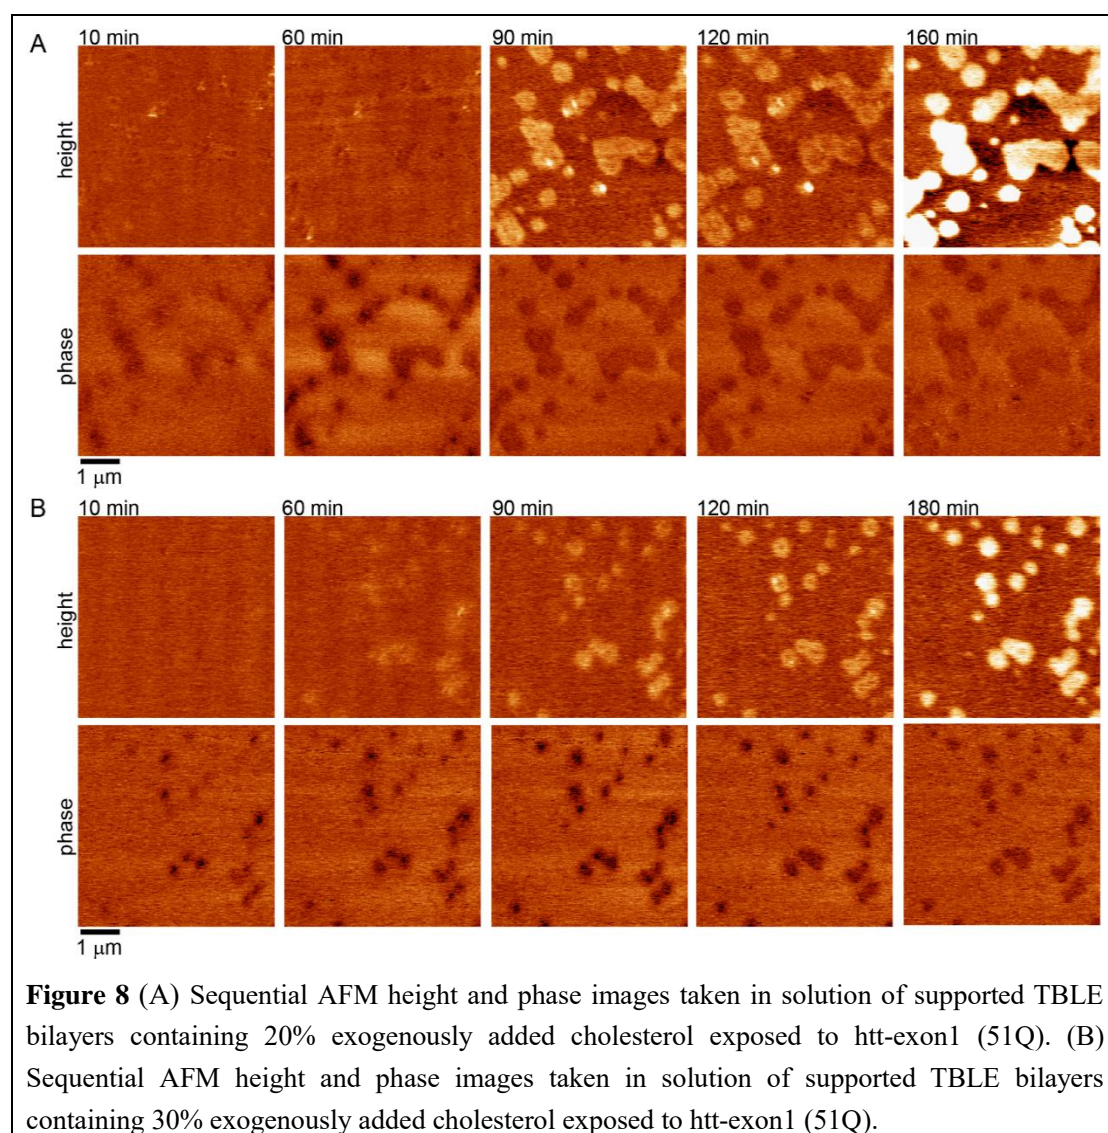 A
10 min 60 min 90 min 120 min 160 min
height
phase
1 μm
B
10 min 60 min 90 min 120 min 180 min
height
phase
1 μm
Figure 8 (A) Sequential AFM height and phase images taken in solution of supported TBLE
bilayers containing 20% exogenously added cholesterol exposed to htt-exon1 (51Q). (B)
Sequential AFM height and phase images taken in solution of supported TBLE bilayers
containing 30% exogenously added cholesterol exposed to htt-exon1 (51Q).